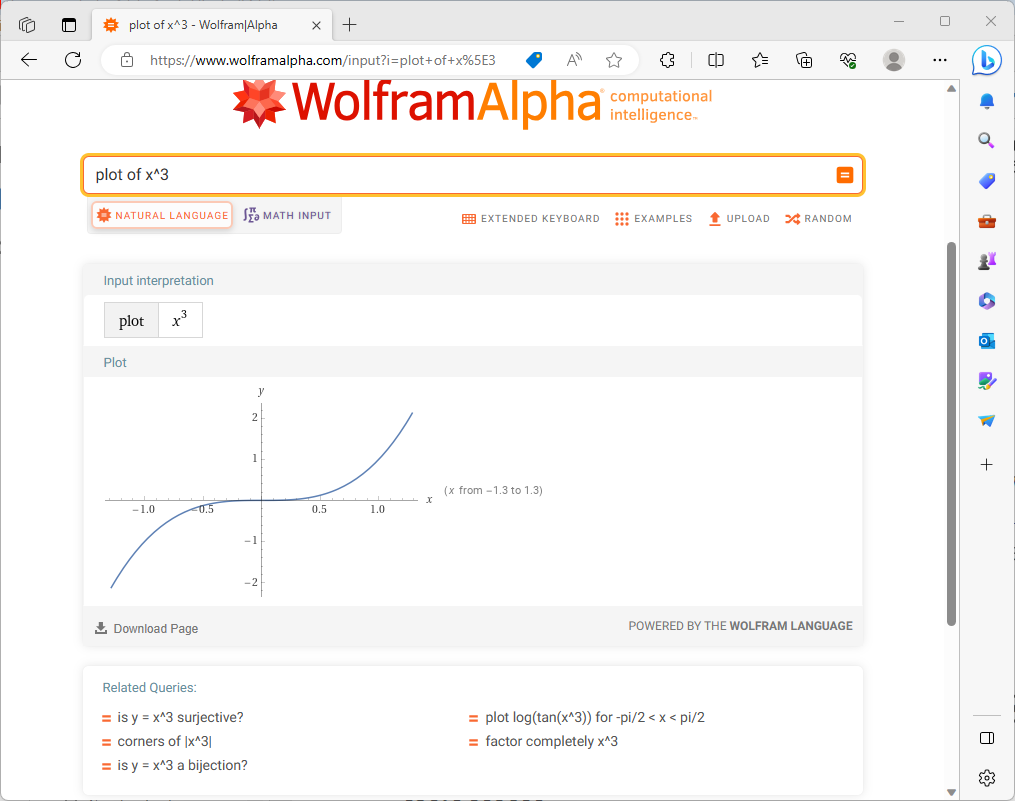 plot of x^3 - Wolfram|Alpha
https://www.wolframalpha.com/input?i=plot+of+x%5E3
WolframAlpha computational intelligence™
plot of x^3
NATURAL LANGUAGE
MATH INPUT
EXTENDED KEYBOARD
EXAMPLES
UPLOAD
RANDOM
Input interpretation
plot x³
Plot
y
2
1
-1.0 -0.5 0.5 1.0 x
(x from -1.3 to 1.3)
-1
-2
Download Page
POWERED BY THE WOLFRAM LANGUAGE
Related Queries:
is y = x^3 surjective?
plot log(tan(x^3)) for -pi/2 < x < pi/2
corners of |x^3|
factor completely x^3
is y = x^3 a bijection?